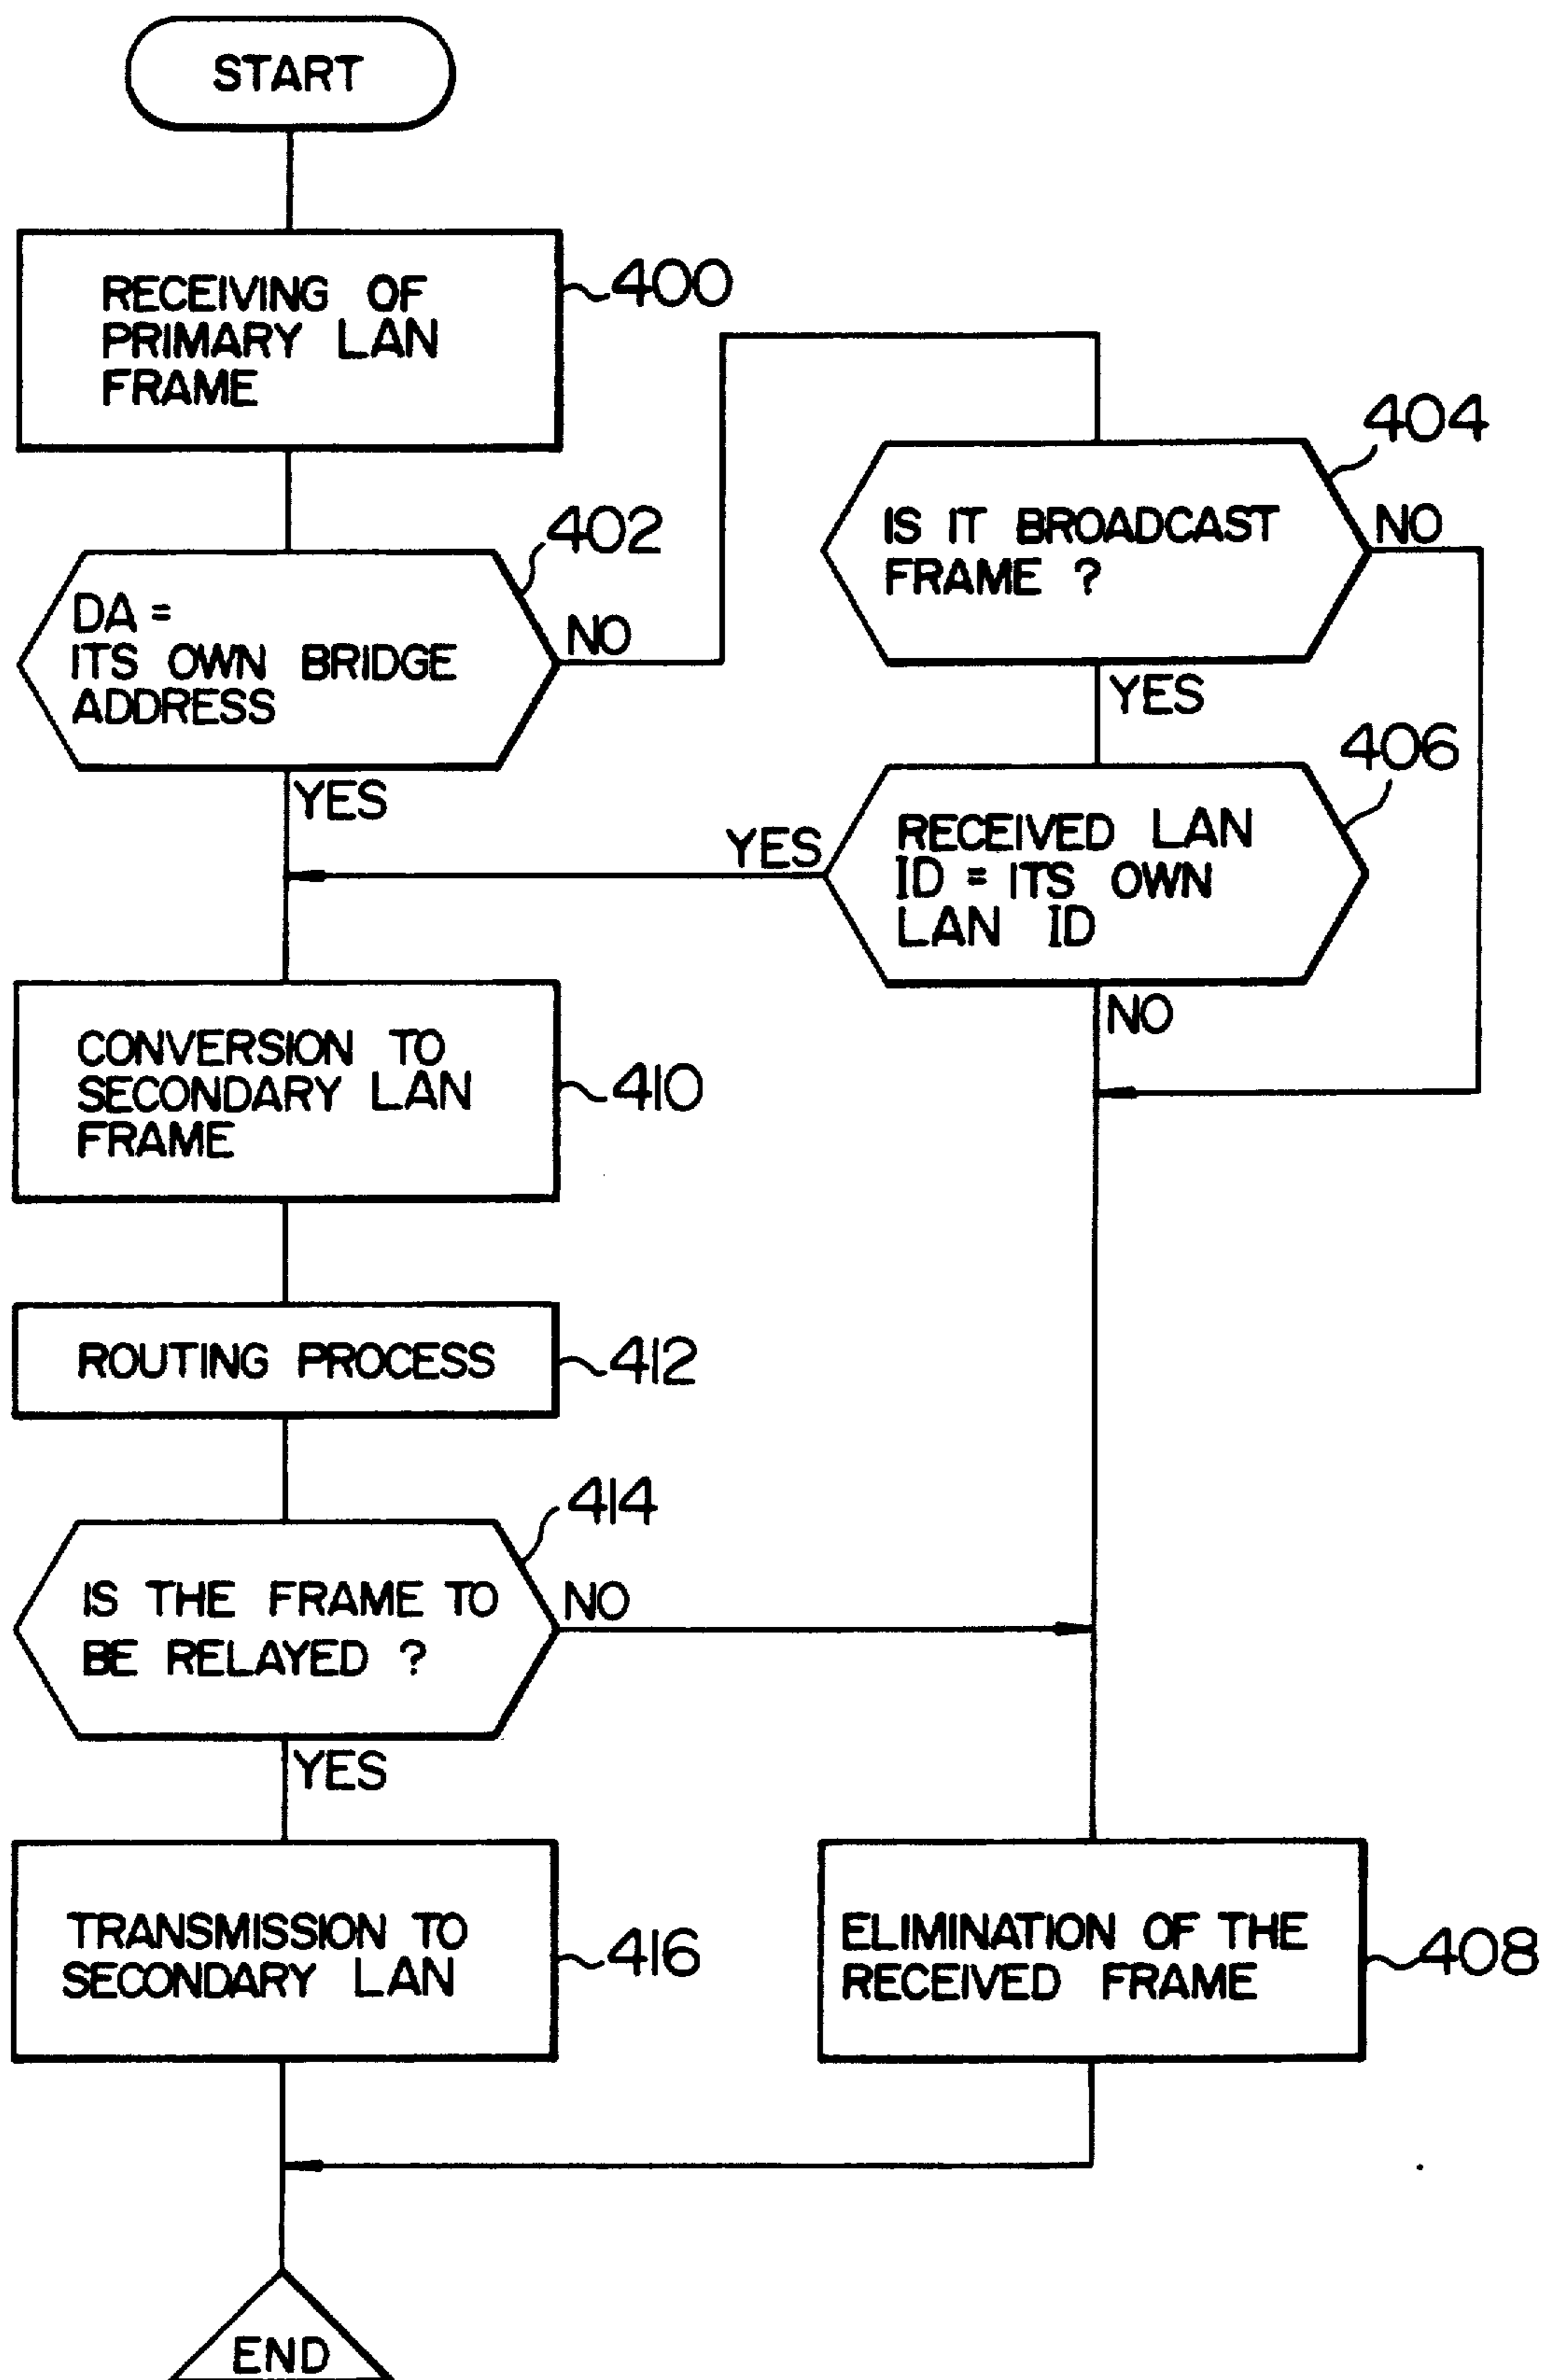 START
RECEIVING OF
PRIMARY LAN
FRAME
400
402
DA =
ITS OWN BRIDGE
ADDRESS
NO
YES
404
IS IT BROADCAST
FRAME ?
NO
YES
406
RECEIVED LAN
ID = ITS OWN
LAN ID
YES
NO
CONVERSION TO
SECONDARY LAN
FRAME
410
ROUTING PROCESS
412
414
IS THE FRAME TO
BE RELAYED ?
NO
YES
TRANSMISSION TO
SECONDARY LAN
416
ELIMINATION OF THE
RECEIVED FRAME
408
END